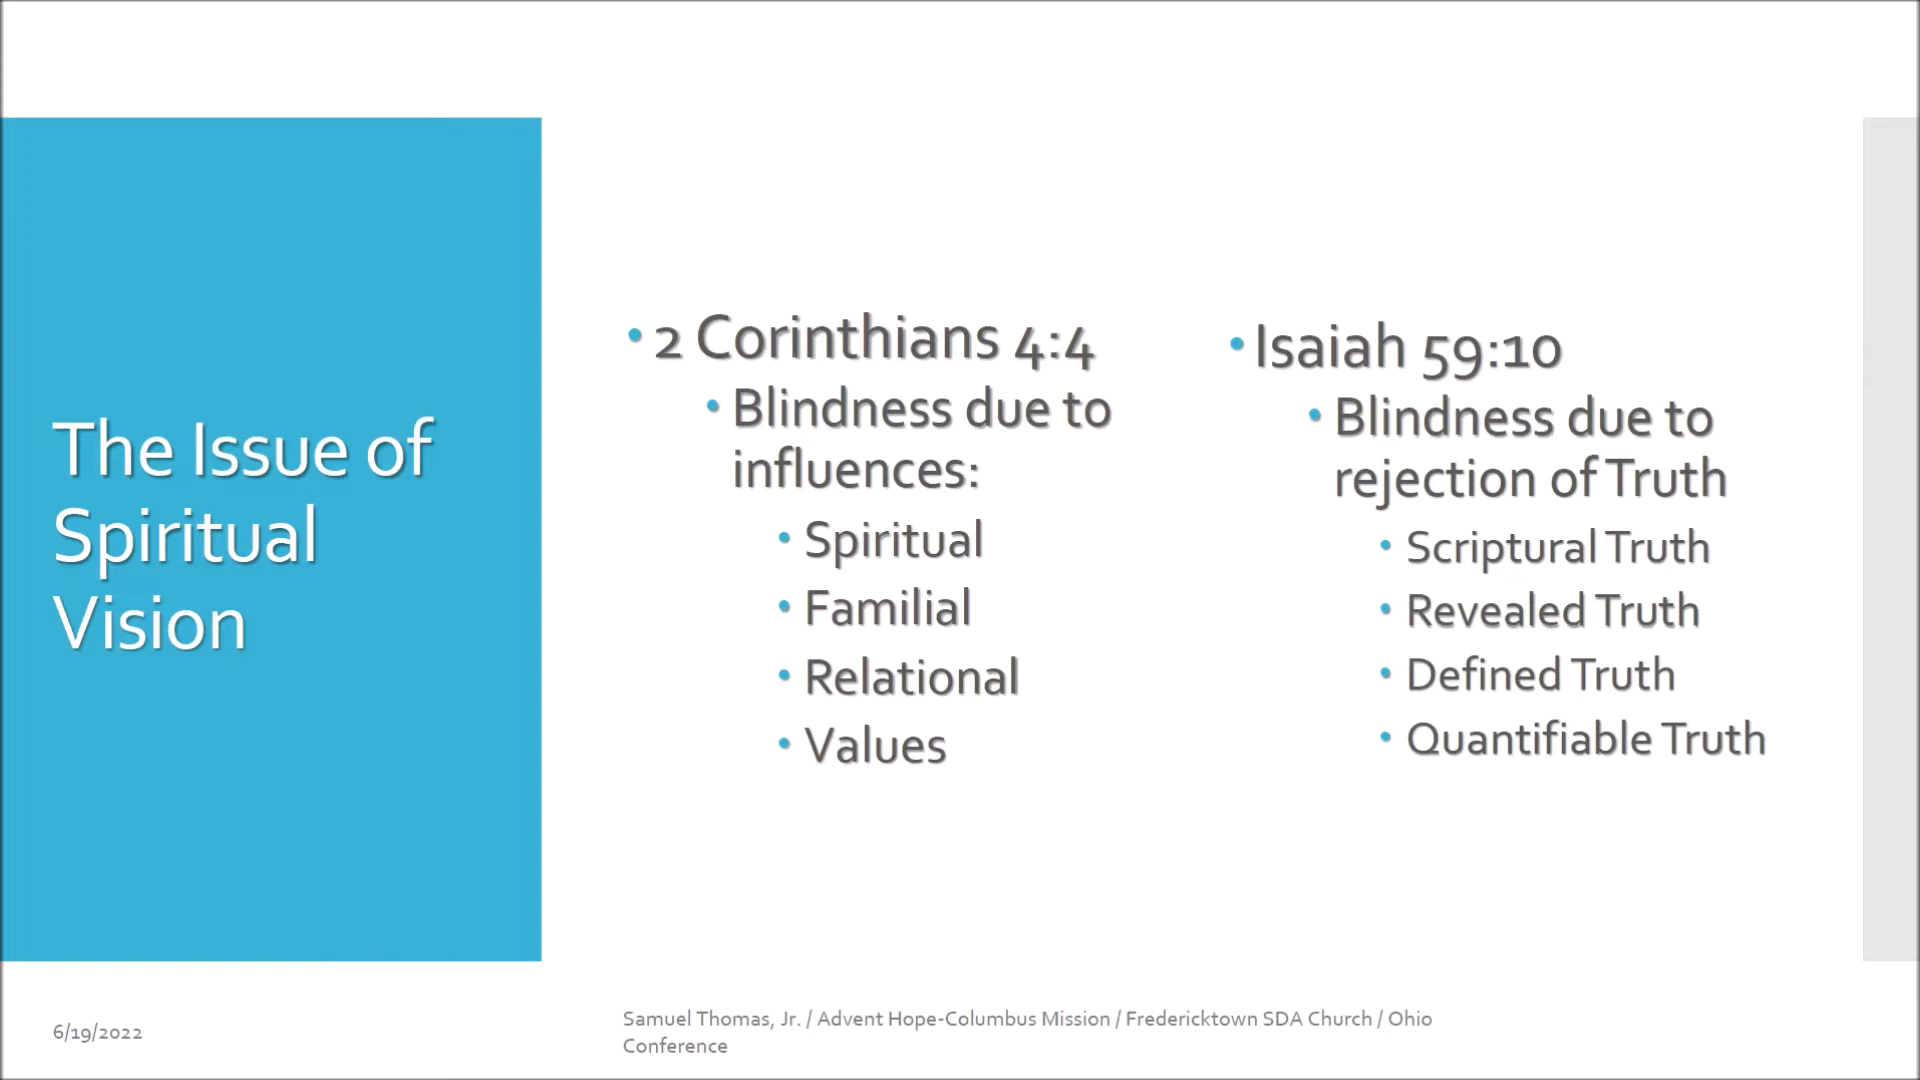 The Issue of
Spiritual
Vision
• 2 Corinthians 4:4
• Blindness due to
influences:
• Spiritual
• Familial
• Relational
• Values
• Isaiah 59:10
• Blindness due to
rejection of Truth
• Scriptural Truth
• Revealed Truth
• Defined Truth
• Quantifiable Truth
6/19/2022
Samuel Thomas, Jr. / Advent Hope-Columbus Mission / Fredericktown SDA Church / Ohio
Conference